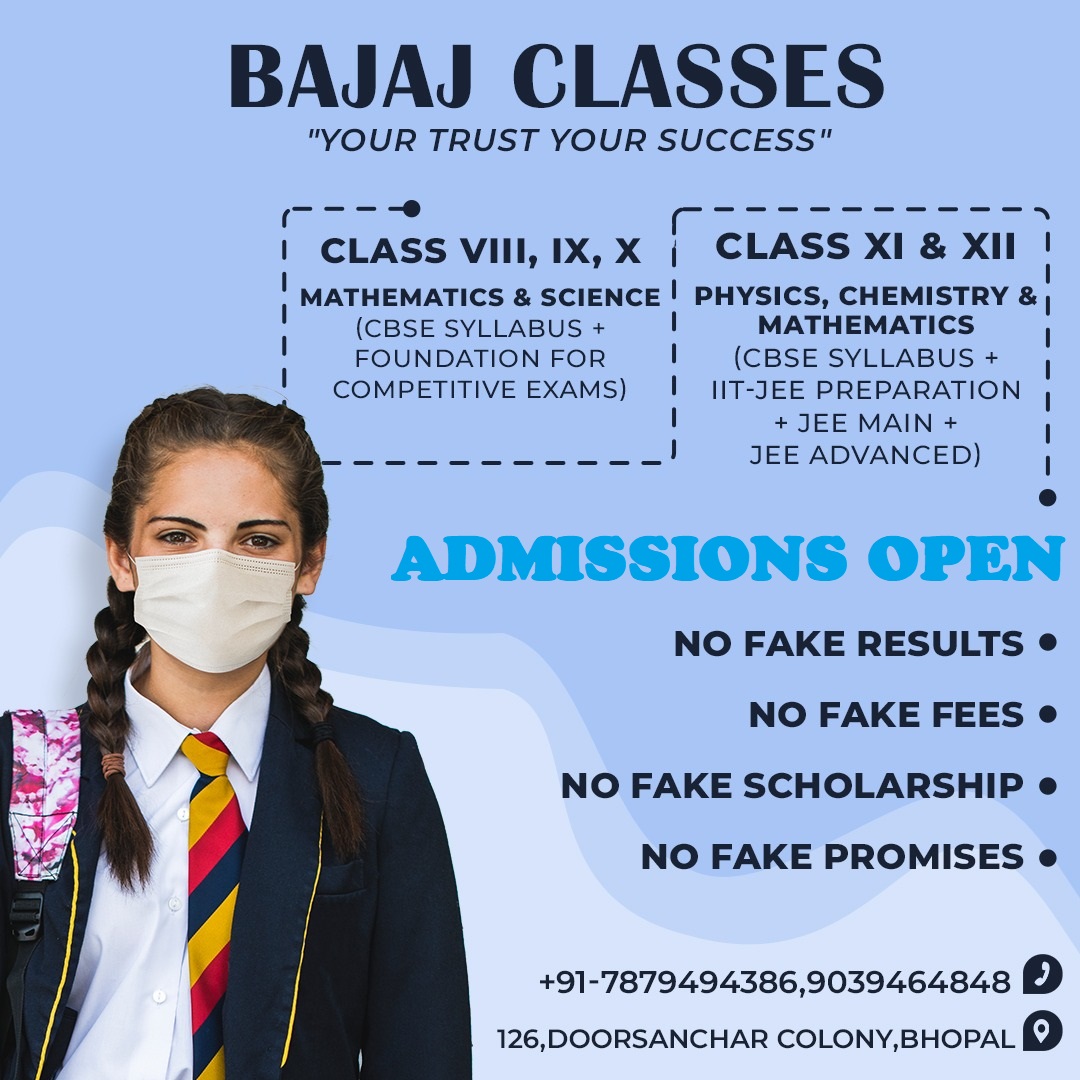 BAJAJ CLASSES
"YOUR TRUST YOUR SUCCESS"
CLASS VIII, IX, X
MATHEMATICS & SCIENCE
(CBSE SYLLABUS +
FOUNDATION FOR
COMPETITIVE EXAMS)
CLASS XI & XII
PHYSICS, CHEMISTRY &
MATHEMATICS
(CBSE SYLLABUS +
IIT-JEE PREPARATION
+ JEE MAIN +
JEE ADVANCED)
ADMISSIONS OPEN
NO FAKE RESULTS
NO FAKE FEES
NO FAKE SCHOLARSHIP
NO FAKE PROMISES
+91-7879494386,9039464848
126,DOORSANCHAR COLONY,BHOPAL